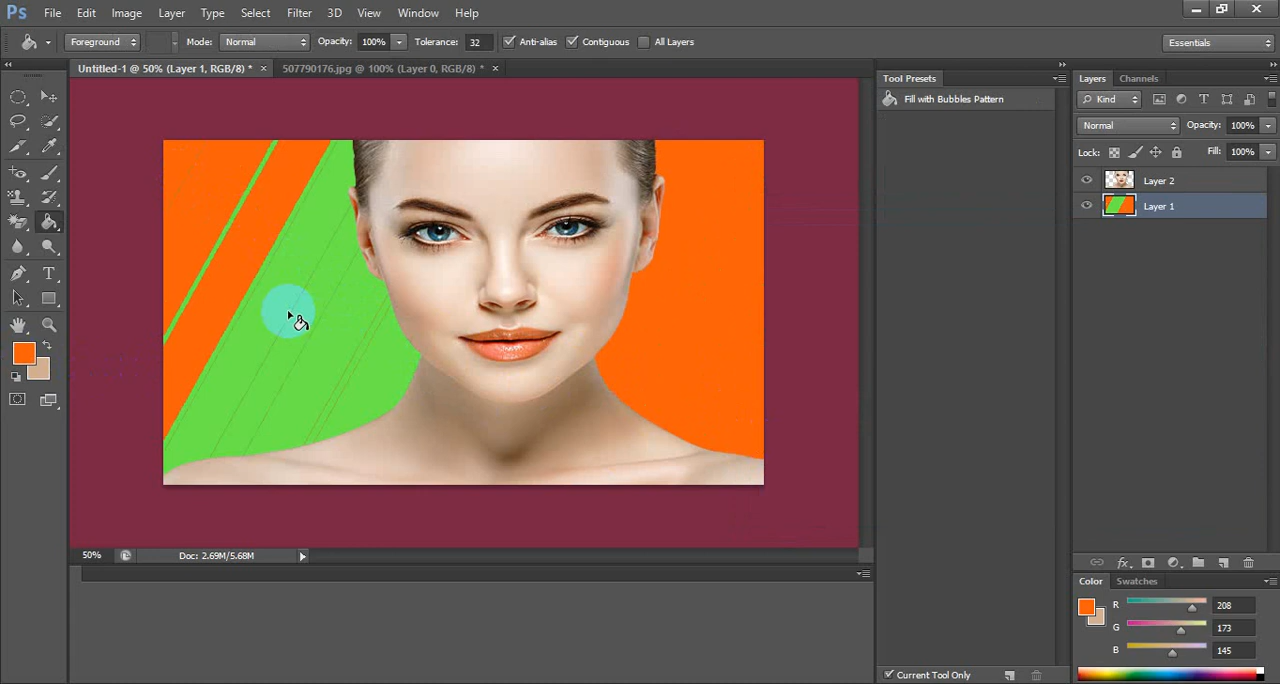 Ps File Edit Image Layer Type Select Filter 3D View Window Help
Foreground Mode: Normal Opacity: 100% Tolerance: 32 Anti-alias Contiguous All Layers Essentials
Untitled-1 @ 50% (Layer 1, RGB/8) * × 507790176.jpg @ 100% (Layer 0, RGB/8) * ×
Tool Presets
Fill with Bubbles Pattern
Layers Channels
Kind
Normal Opacity: 100%
Lock: Fill: 100%
Layer 2
Layer 1
50% Doc: 2.69M/5.68M
Color Swatches
R 208
G 173
B 145
Current Tool Only